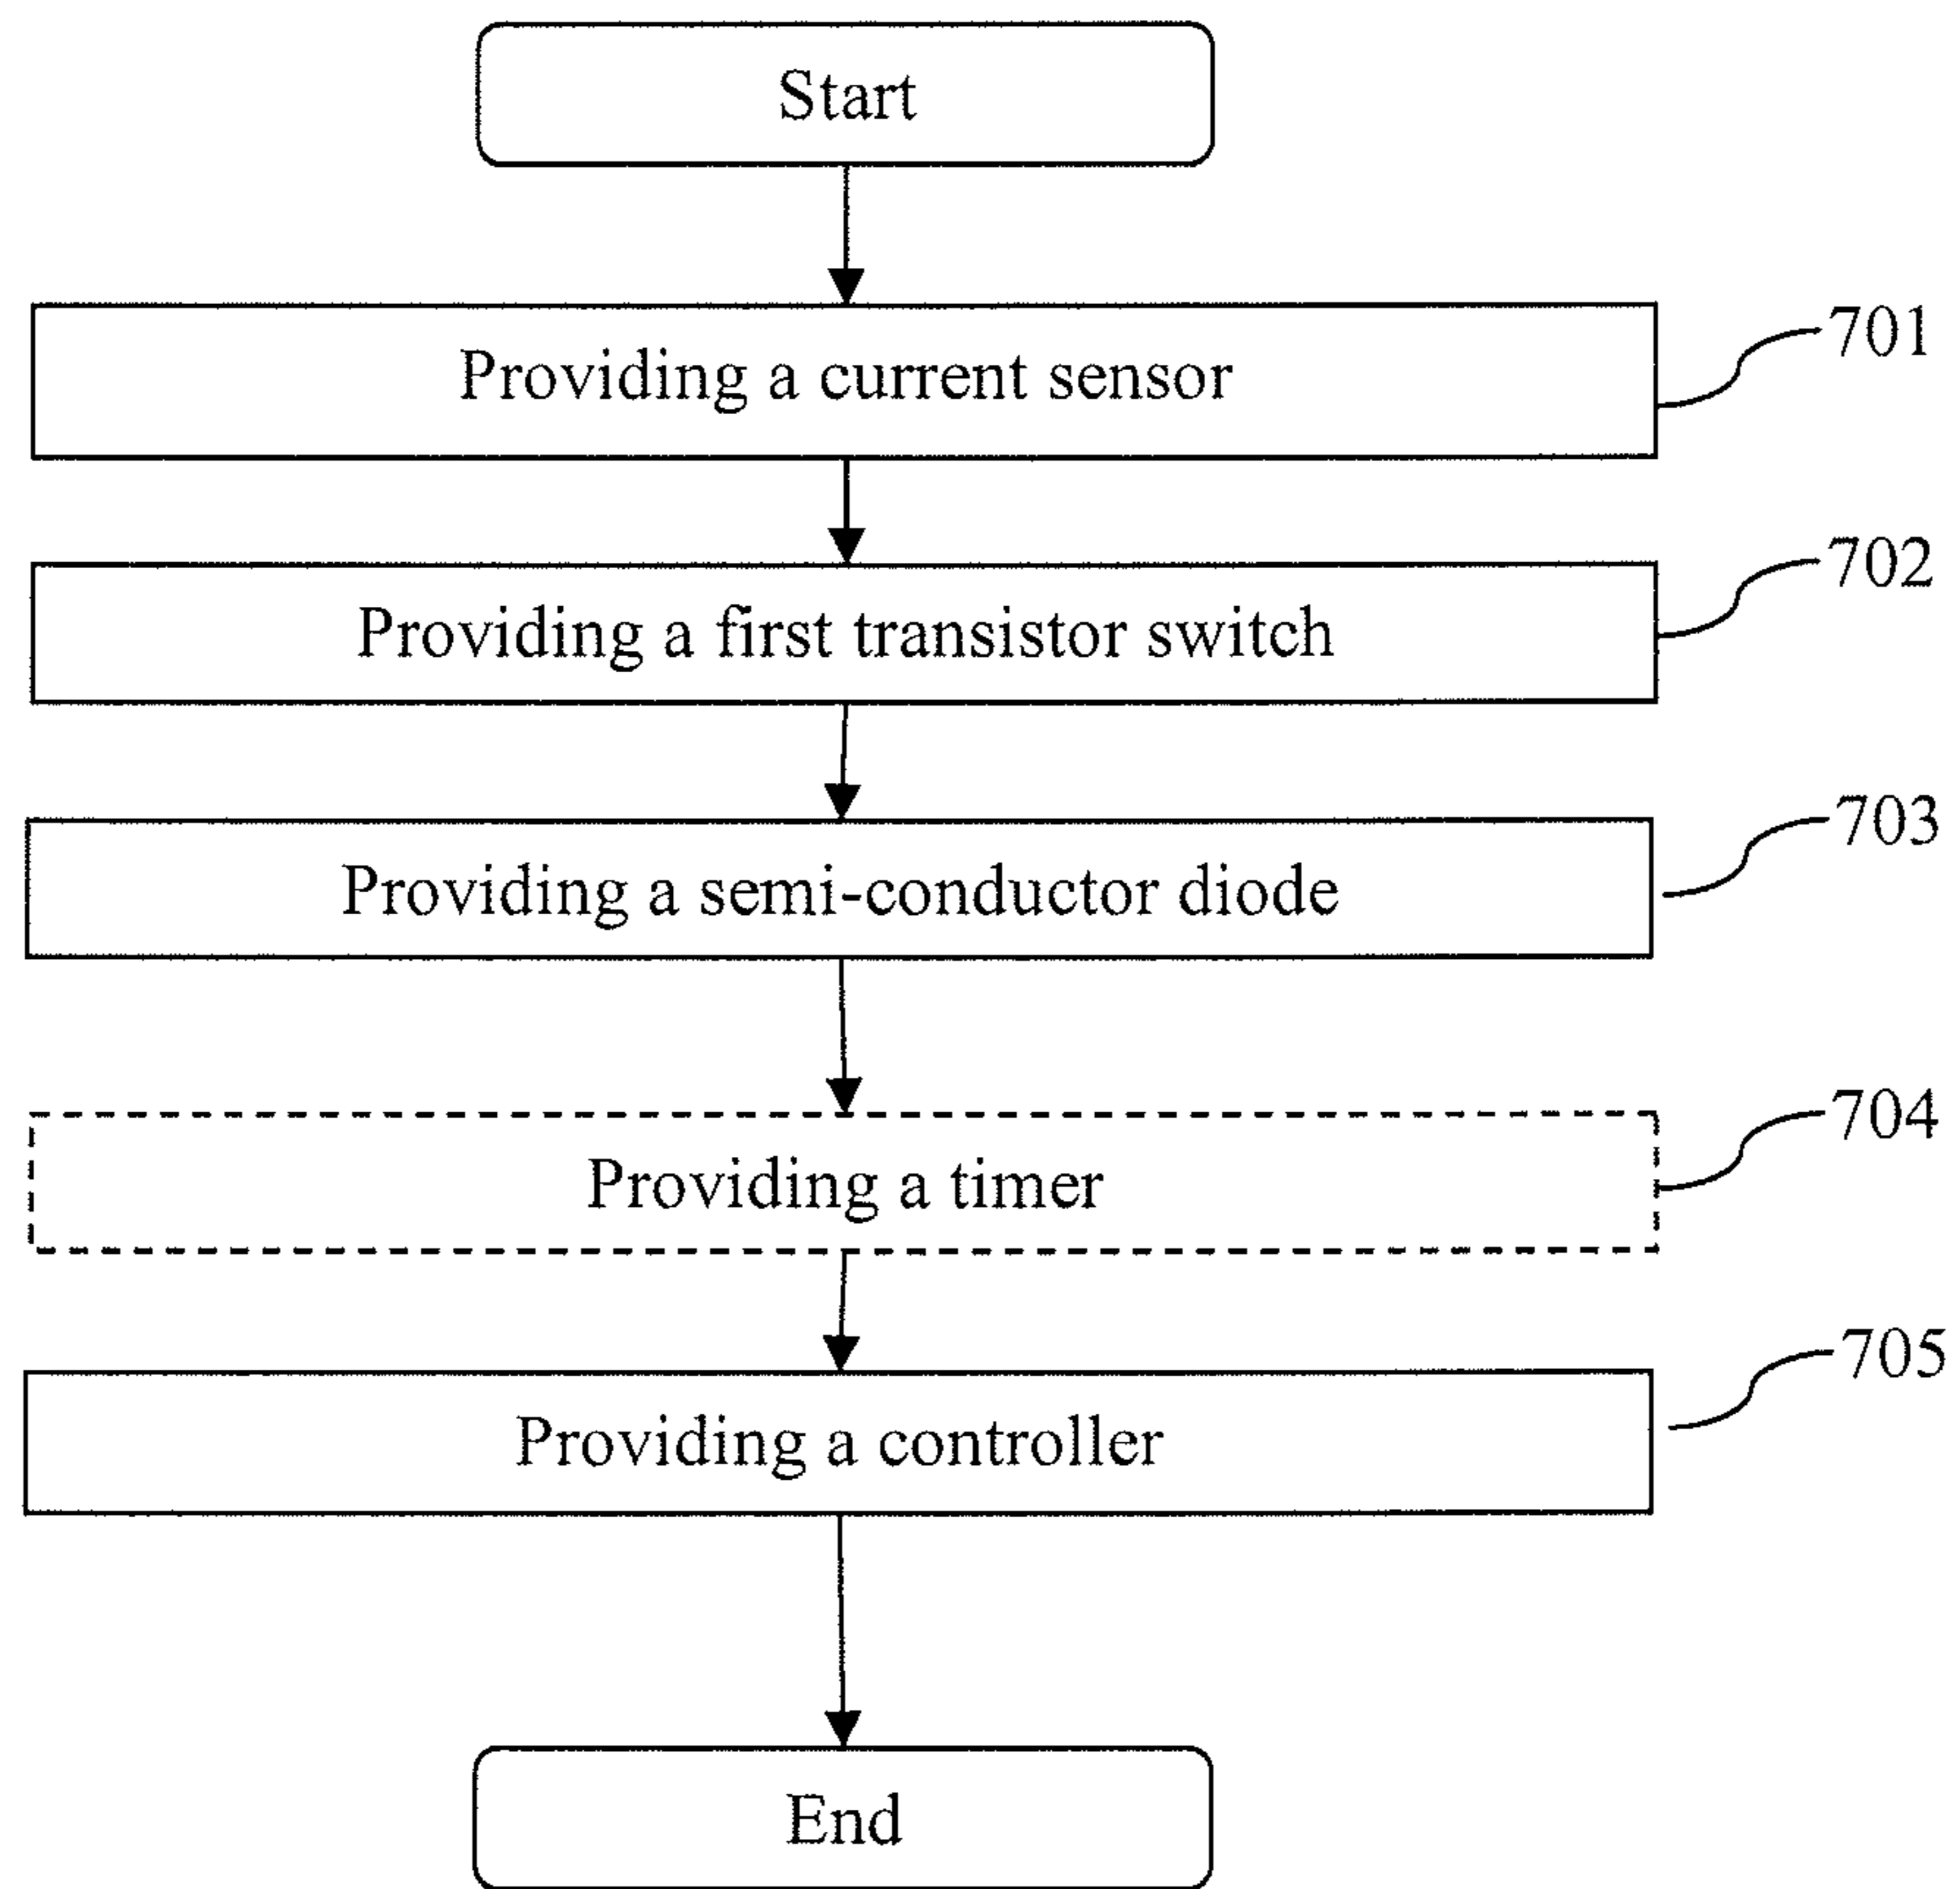 Start
Providing a current sensor
701
Providing a first transistor switch
702
Providing a semi-conductor diode
703
Providing a timer
704
Providing a controller
705
End